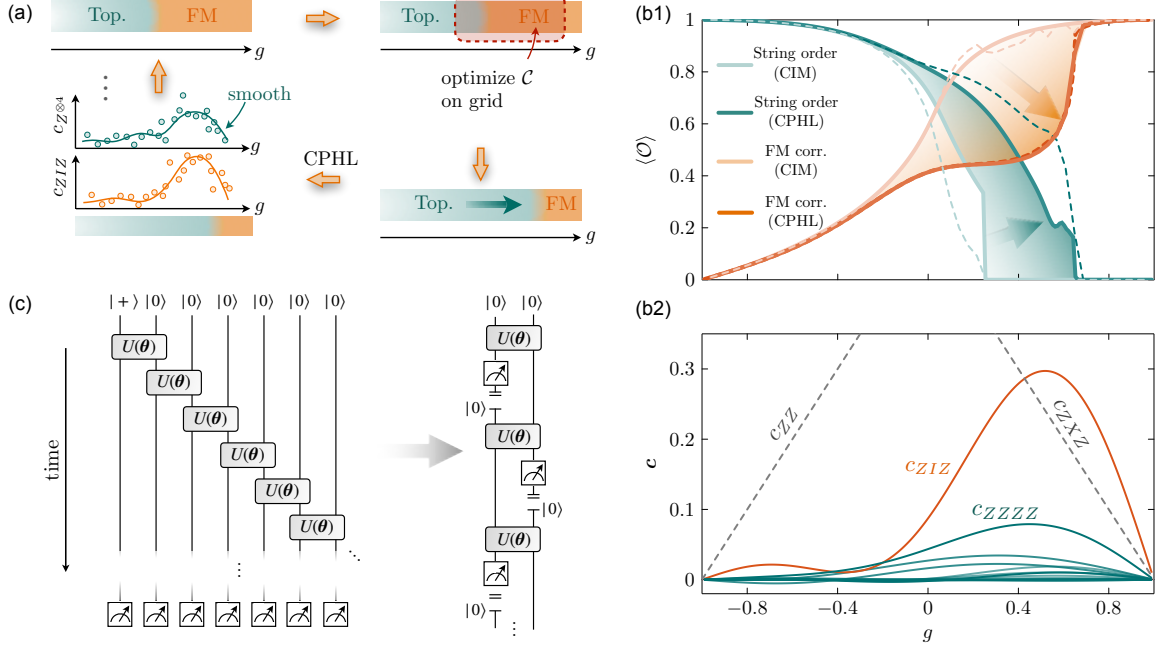 (a)
Top.
FM
g
Top.
FM
g
optimize C
on grid
c_{Z^{⊗4}}
smooth
g
c_{ZIZ}
g
CPHL
Top.
FM
g
(b1)
1
0.8
0.6
0.4
0.2
0
⟨O⟩
String order
(CIM)
String order
(CPHL)
FM corr.
(CIM)
FM corr.
(CPHL)
(b2)
0.3
0.2
0.1
0
c
c_{ZZ}
c_{ZXZ}
c_{ZIZ}
c_{ZZZZ}
−0.8 −0.4 0 0.4 0.8
g
(c)
|+⟩ |0⟩ |0⟩ |0⟩ |0⟩ |0⟩ |0⟩
U(θ)
U(θ)
U(θ)
U(θ)
U(θ)
U(θ)
time
|0⟩ |0⟩
U(θ)
|0⟩
U(θ)
|0⟩
U(θ)
|0⟩